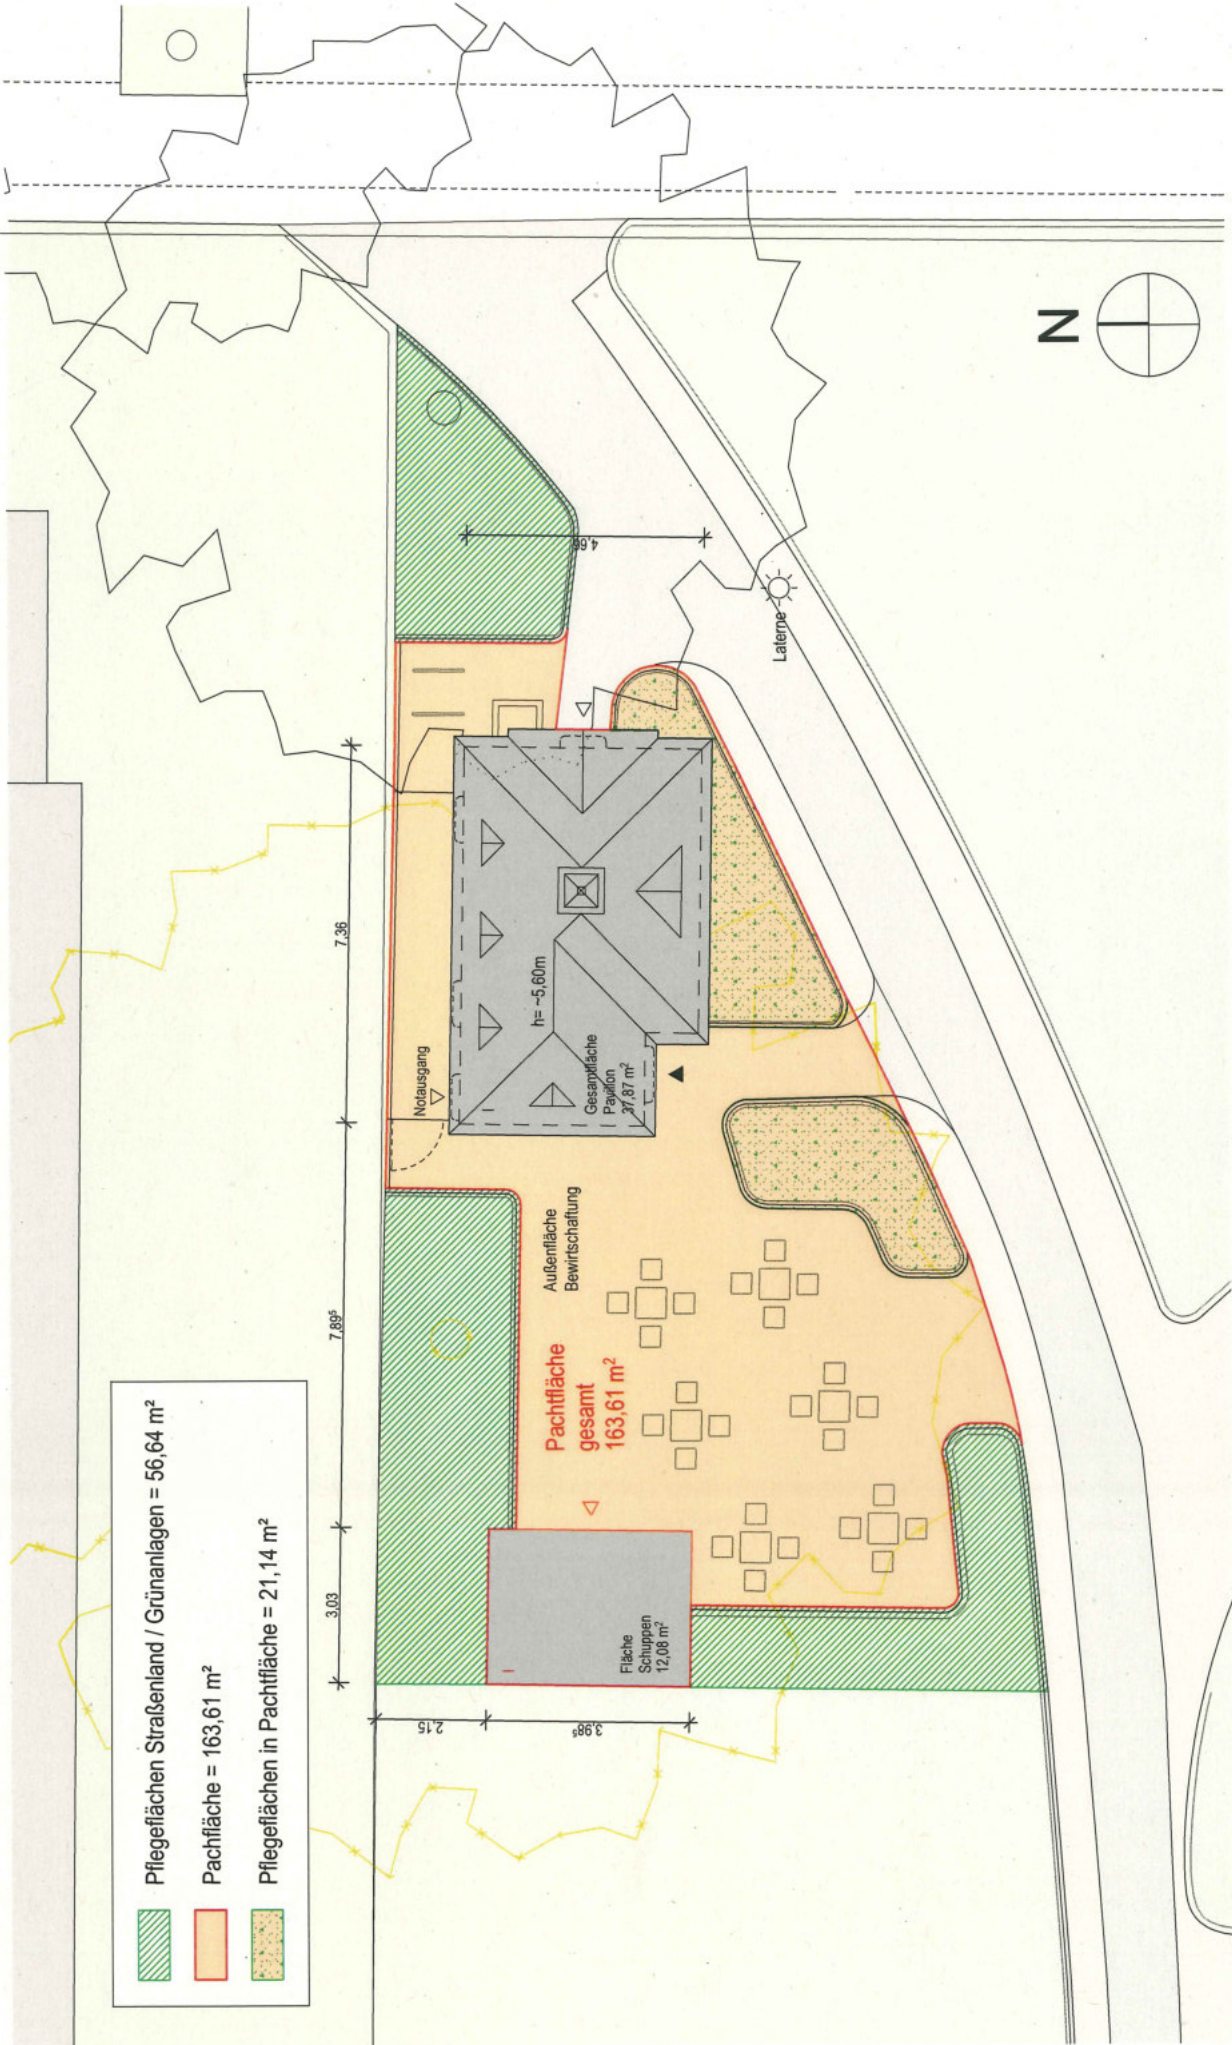 Pflegeflächen Straßenland / Grünanlagen = 56,64 m²
Pachfläche = 163,61 m²
Pflegeflächen in Pachtfläche = 21,14 m²
3,03
7,89⁵
7,36
2,15
3,98⁵
4,66
Notausgang
h= ~5,60m
Gesamtfläche
Pavillon
37,87 m²
Außenfläche
Bewirtschaftung
Pachtfläche
gesamt
163,61 m²
Fläche
Schuppen
12,08 m²
Laterne
N